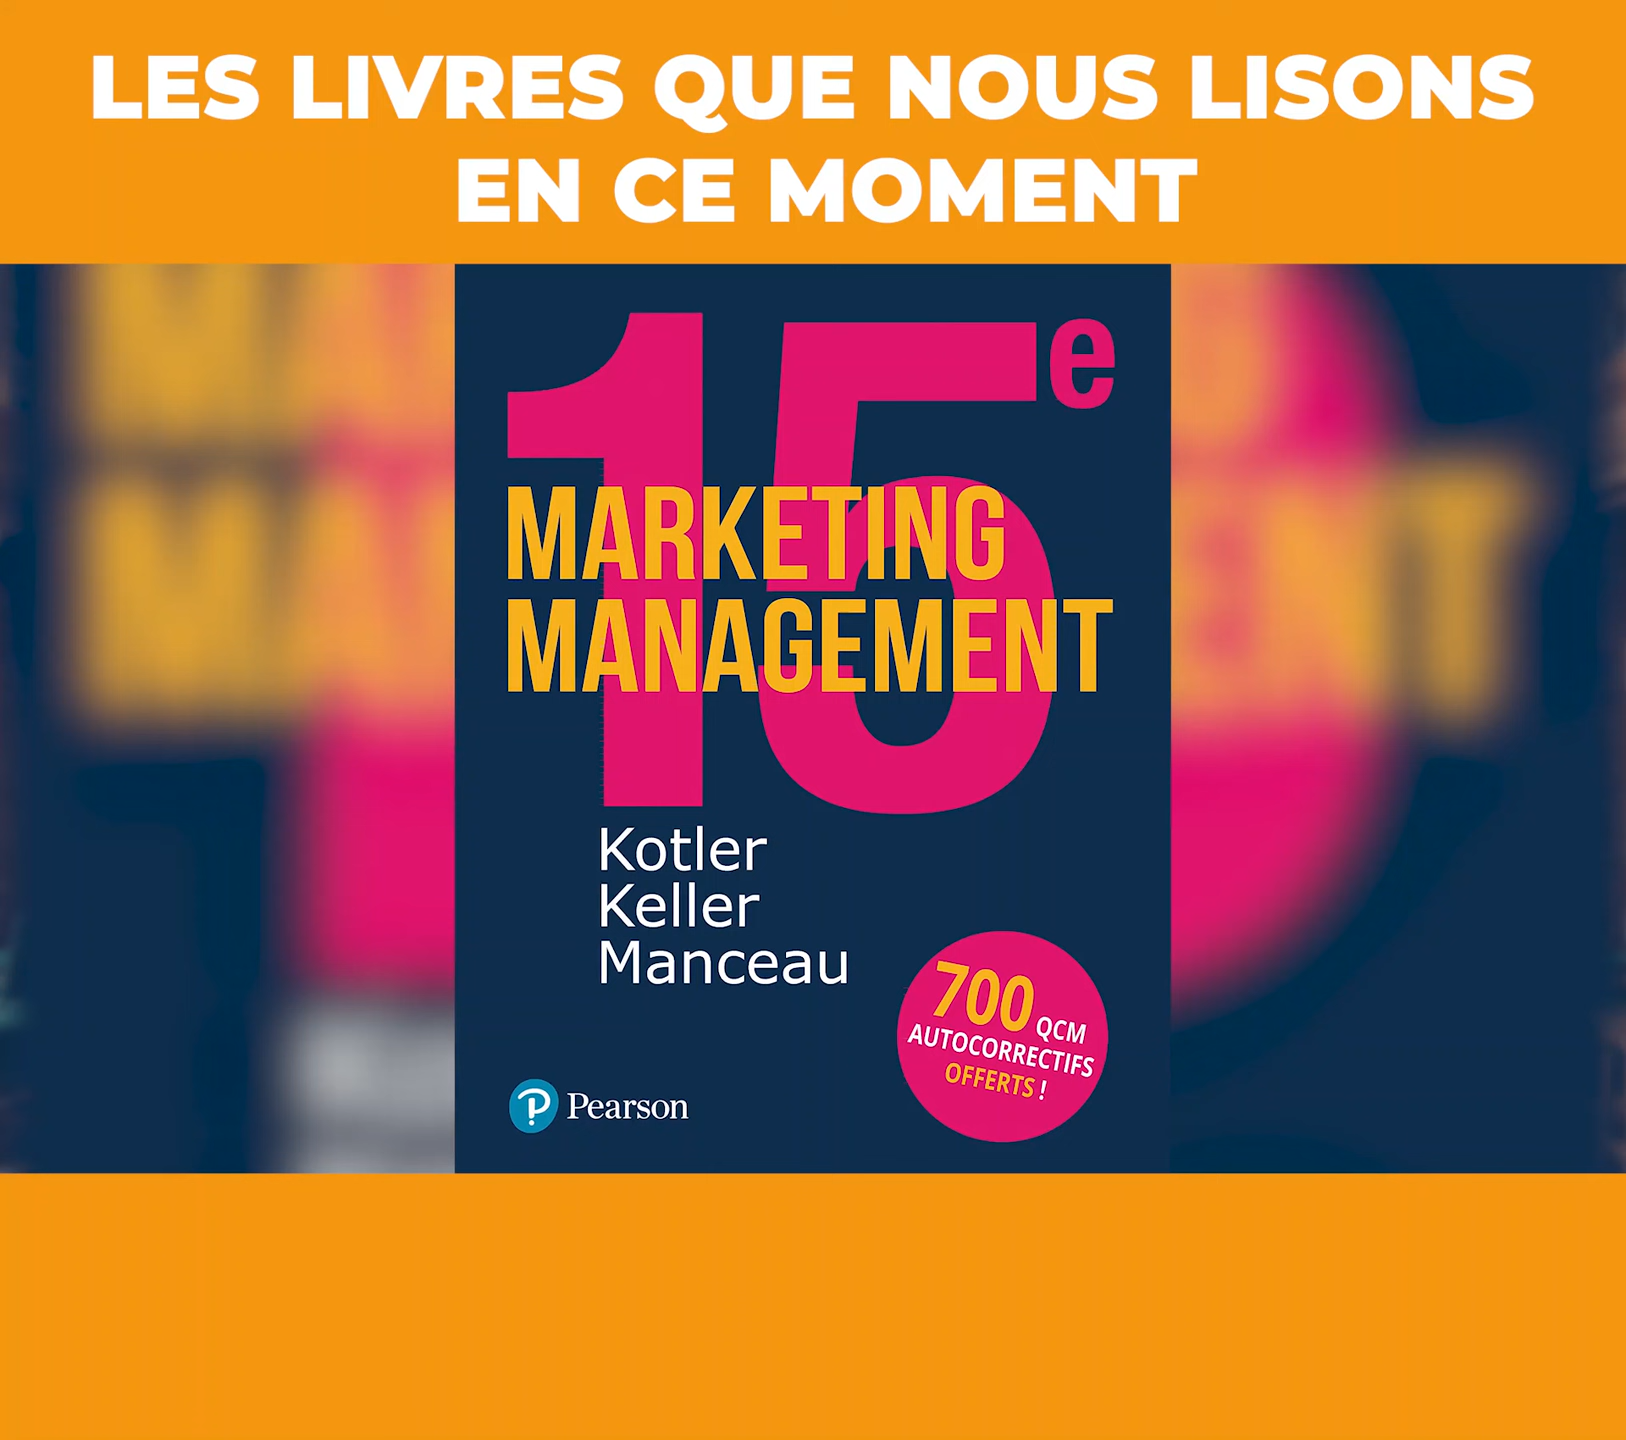 LES LIVRES QUE NOUS LISONS
EN CE MOMENT
15e
MARKETING
MANAGEMENT
Kotler
Keller
Manceau
700 QCM
AUTOCORRECTIFS
OFFERTS !
Pearson